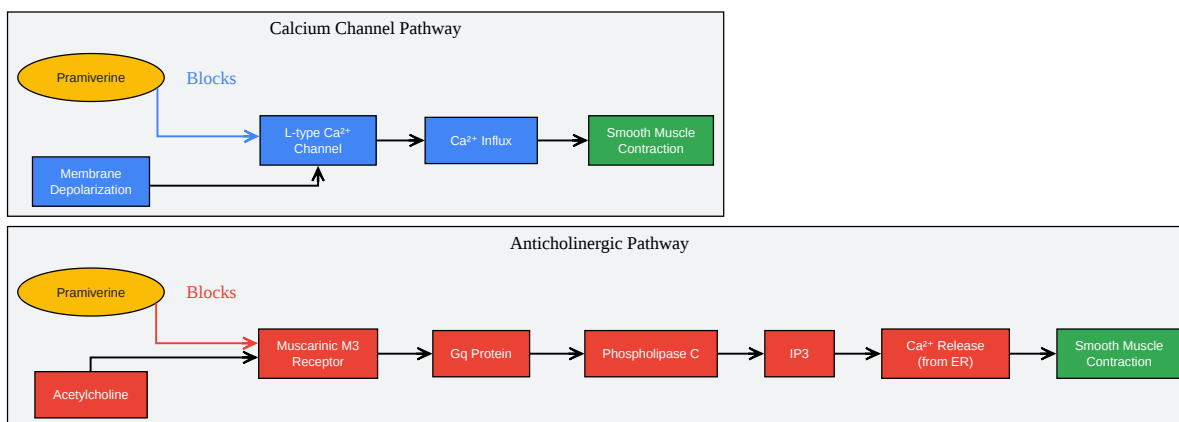 Calcium Channel Pathway
Pramiverine
Blocks
L-type Ca²⁺
Channel
Ca²⁺ Influx
Smooth Muscle
Contraction
Membrane
Depolarization
Anticholinergic Pathway
Pramiverine
Blocks
Muscarinic M3
Receptor
Gq Protein
Phospholipase C
IP3
Ca²⁺ Release
(from ER)
Smooth Muscle
Contraction
Acetylcholine